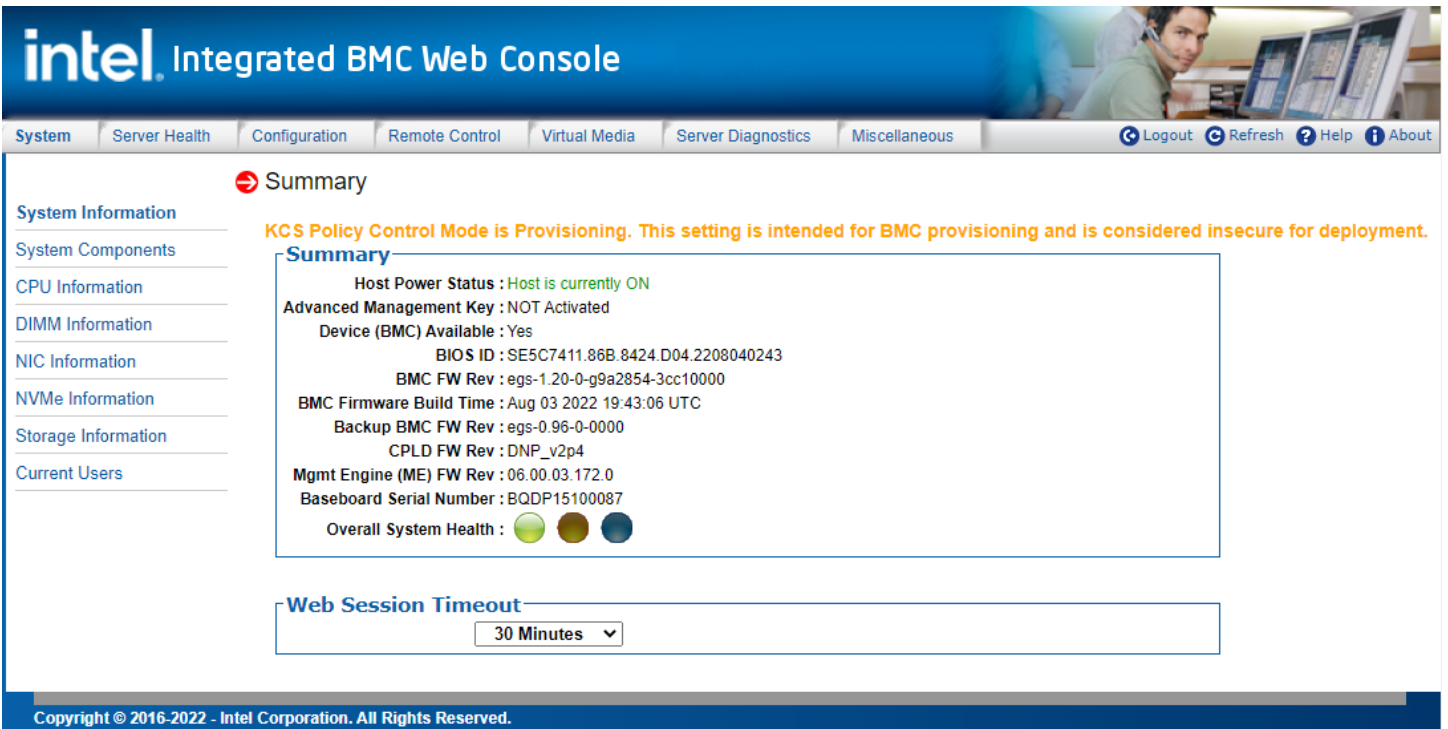 intel. Integrated BMC Web Console
System Server Health Configuration Remote Control Virtual Media Server Diagnostics Miscellaneous Logout Refresh Help About
Summary
System Information
System Components
CPU Information
DIMM Information
NIC Information
NVMe Information
Storage Information
Current Users
KCS Policy Control Mode is Provisioning. This setting is intended for BMC provisioning and is considered insecure for deployment.
Summary
Host Power Status : Host is currently ON
Advanced Management Key : NOT Activated
Device (BMC) Available : Yes
BIOS ID : SE5C7411.86B.8424.D04.2208040243
BMC FW Rev : egs-1.20-0-g9a2854-3cc10000
BMC Firmware Build Time : Aug 03 2022 19:43:06 UTC
Backup BMC FW Rev : egs-0.96-0-0000
CPLD FW Rev : DNP_v2p4
Mgmt Engine (ME) FW Rev : 06.00.03.172.0
Baseboard Serial Number : BQDP15100087
Overall System Health :
Web Session Timeout
30 Minutes
Copyright © 2016-2022 - Intel Corporation. All Rights Reserved.